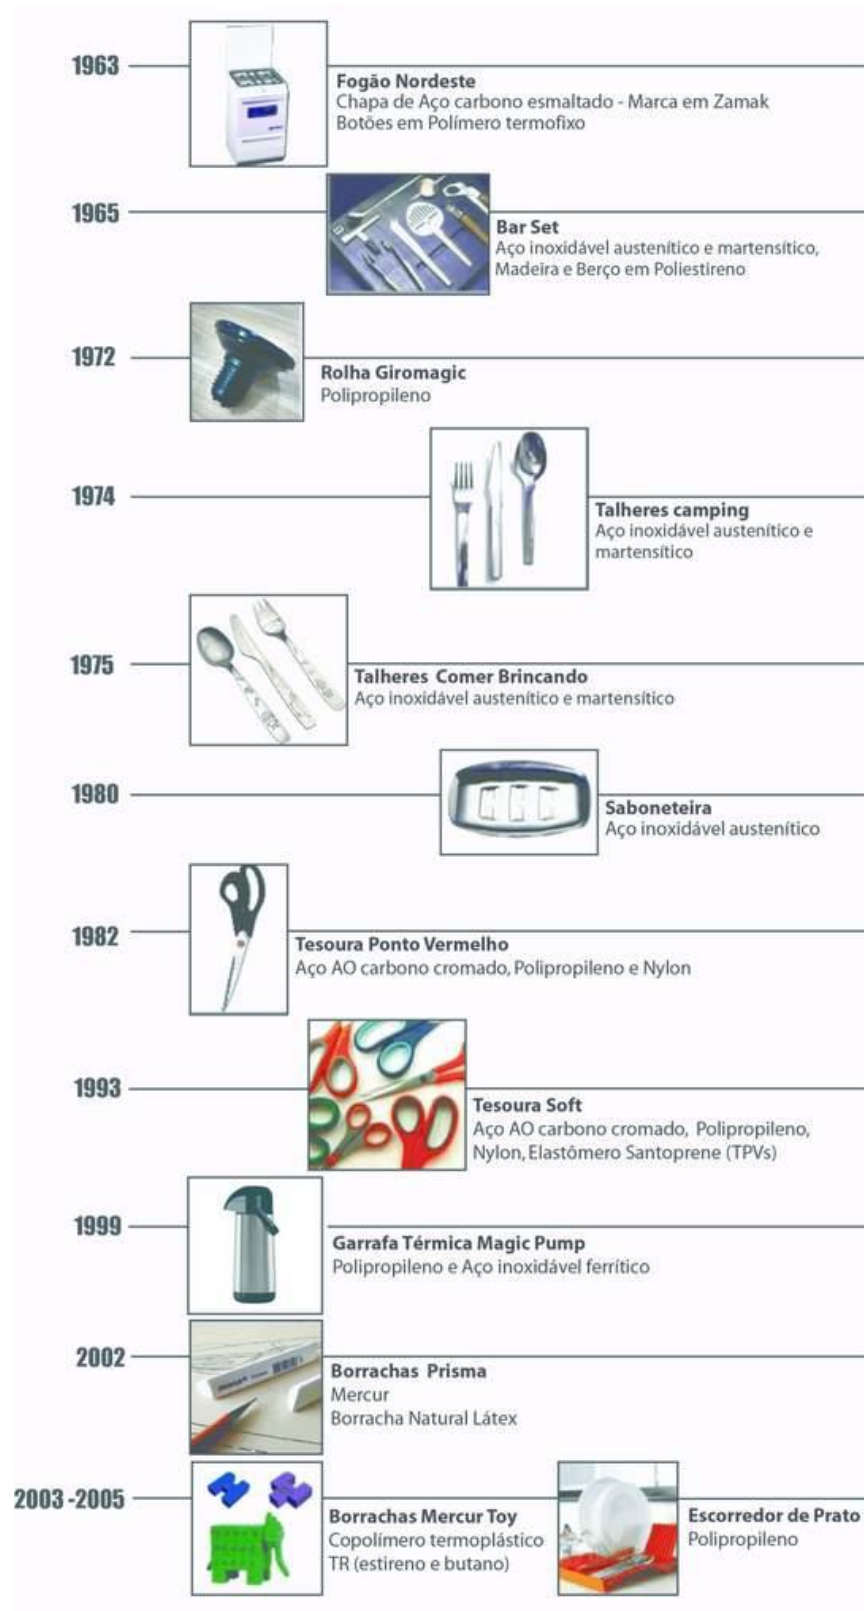 1963
Fogão Nordeste
Chapa de Aço carbono esmaltado - Marca em Zamak
Botões em Polímero termofixo
1965
Bar Set
Aço inoxidável austenítico e martensítico,
Madeira e Berço em Poliestireno
1972
Rolha Giromagic
Polipropileno
1974
Talheres camping
Aço inoxidável austenítico e
martensítico
1975
Talheres Comer Brincando
Aço inoxidável austenítico e martensítico
1980
Saboneteira
Aço inoxidável austenítico
1982
Tesoura Ponto Vermelho
Aço AO carbono cromado, Polipropileno e Nylon
1993
Tesoura Soft
Aço AO carbono cromado, Polipropileno,
Nylon, Elastômero Santoprene (TPVs)
1999
Garrafa Térmica Magic Pump
Polipropileno e Aço inoxidável ferrítico
2002
Borrachas Prisma
Mercur
Borracha Natural Látex
2003 -2005
Borrachas Mercur Toy
Copolímero termoplástico
TR (estireno e butano)
Escorredor de Prato
Polipropileno